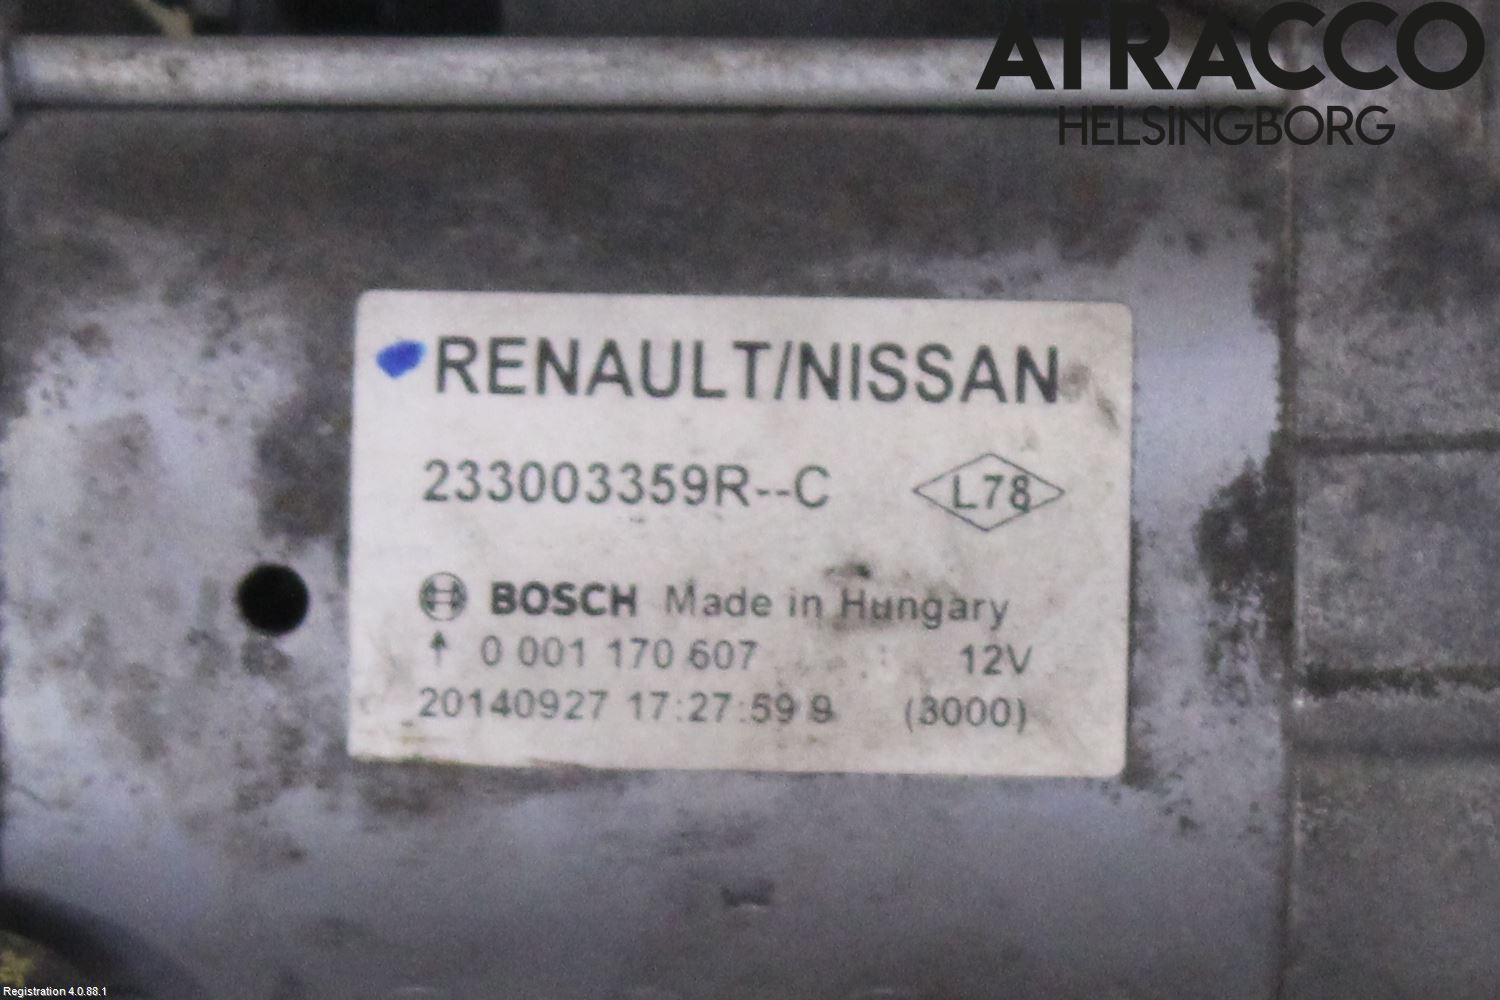 ATRACCO
HELSINGBORG
RENAULT/NISSAN
233003359R--C
L78
BOSCH Made in Hungary
↑ 0 001 170 607 12V
20140927 17:27:59 9 (3000)
Registration 4.0.88.1